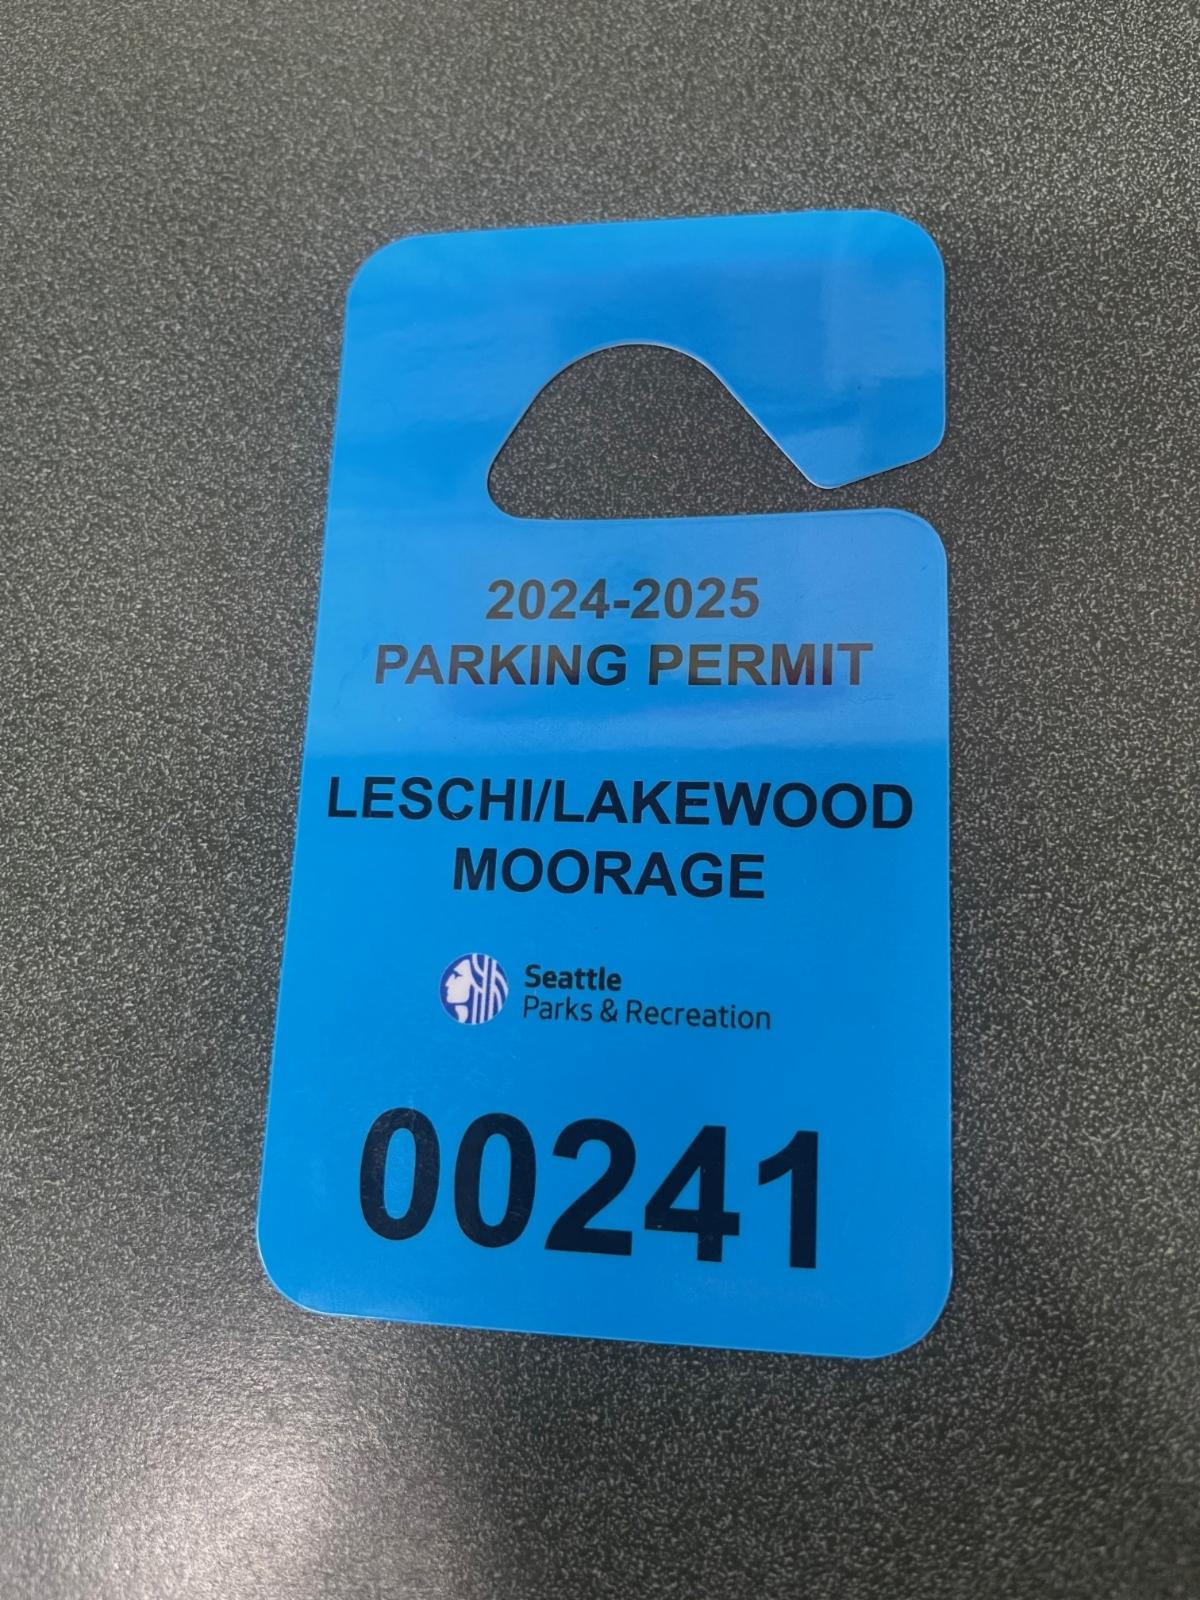 2024-2025
PARKING PERMIT
LESCHI/LAKEWOOD
MOORAGE
Seattle
Parks & Recreation
00241